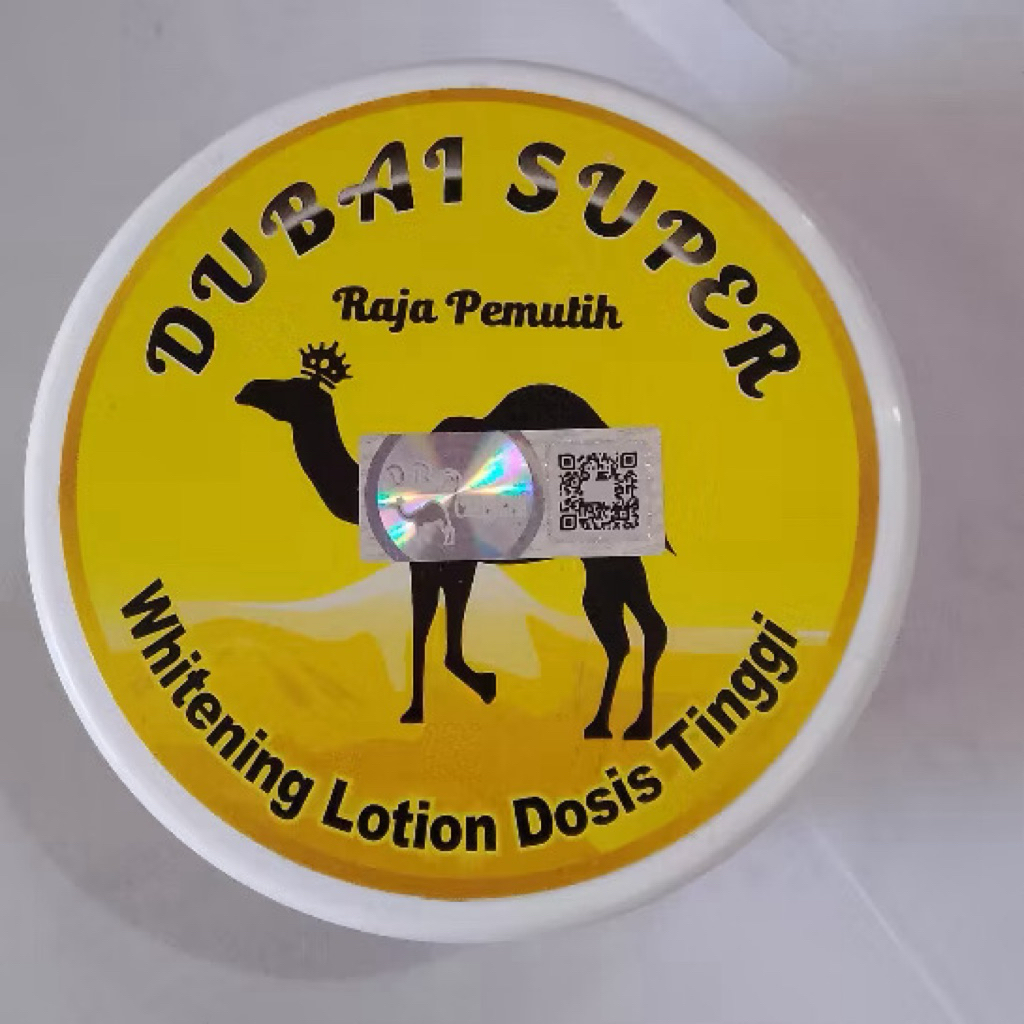 DUBAI SUPER
Raja Pemutih
Whitening Lotion Dosis Tinggi